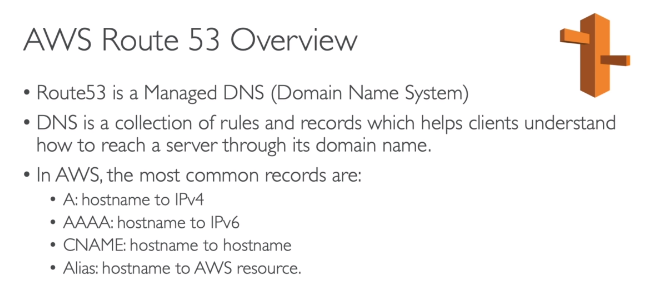 AWS Route 53 Overview
• Route53 is a Managed DNS (Domain Name System)
• DNS is a collection of rules and records which helps clients understand
how to reach a server through its domain name.
• In AWS, the most common records are:
• A: hostname to IPv4
• AAAA: hostname to IPv6
• CNAME: hostname to hostname
• Alias: hostname to AWS resource.